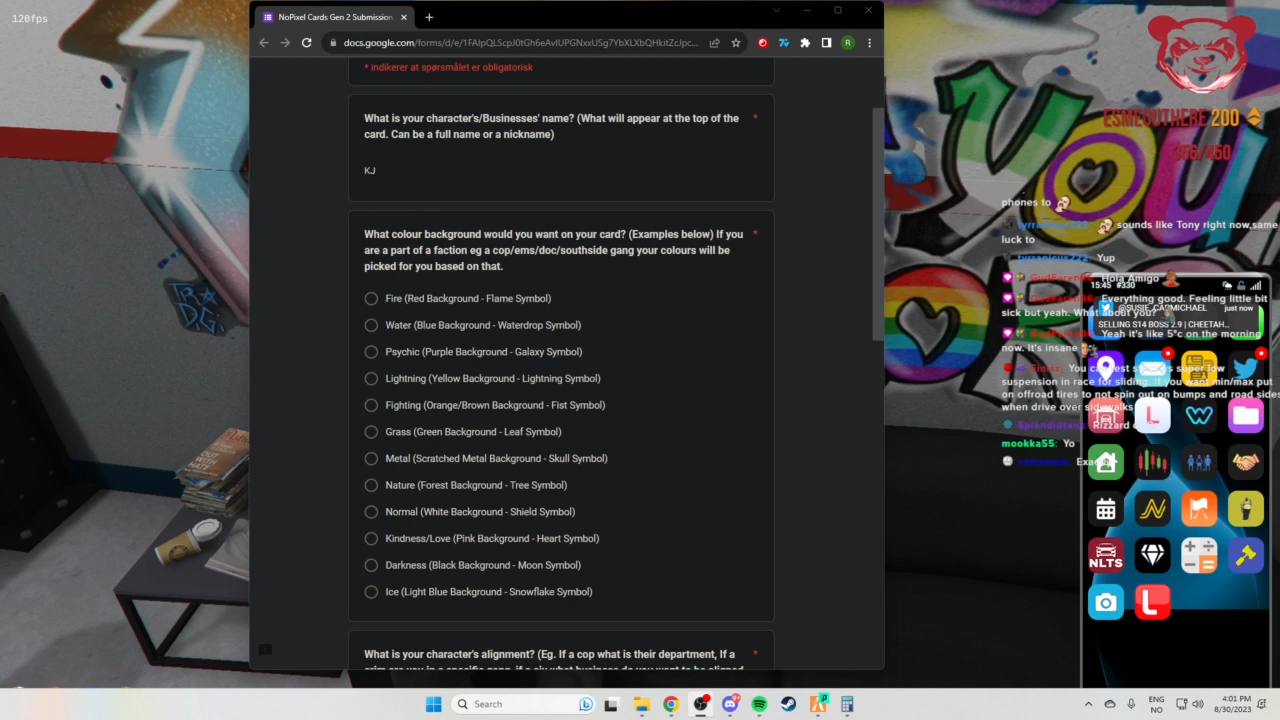 120fps
NoPixel Cards Gen 2 Submission
docs.google.com/forms/d/e/1FAIpQLScpJ0tGh6eAvIUPGNxxUSg7YbXLXbQHkitZcJpc...
R
* indikerer at spørsmålet er obligatorisk
What is your character's/Businesses' name? (What will appear at the top of the *
card. Can be a full name or a nickname)
KJ
What colour background would you want on your card? (Examples below) If you *
are a part of a faction eg a cop/ems/doc/southside gang your colours will be
picked for you based on that.
Fire (Red Background - Flame Symbol)
Water (Blue Background - Waterdrop Symbol)
Psychic (Purple Background - Galaxy Symbol)
Lightning (Yellow Background - Lightning Symbol)
Fighting (Orange/Brown Background - Fist Symbol)
Grass (Green Background - Leaf Symbol)
Metal (Scratched Metal Background - Skull Symbol)
Nature (Forest Background - Tree Symbol)
Normal (White Background - Shield Symbol)
Kindness/Love (Pink Background - Heart Symbol)
Darkness (Black Background - Moon Symbol)
Ice (Light Blue Background - Snowflake Symbol)
What is your character's alignment? (Eg. If a cop what is their department, If a *
YOU
ESMEOUTHERE 200
356/450
phones to
sounds like Tony right now,same
luck to
Yup
Hola Amigo
15:45 #330
Everything good. Feeling little bit
sick but yeah. What about you?
just now
SELLING S14 BOSS 2.9 | CHEETAH...
Yeah it's like 5°c on the morning
now. It's insane
super low
suspension in race for sliding. If you want min/max put
on offroad tires to not spin out on bumps and road sides
when drive over sidewalks
Rizzard
mookka55: Yo
NLTS
Search
ENG
NO
4:01 PM
8/30/2023